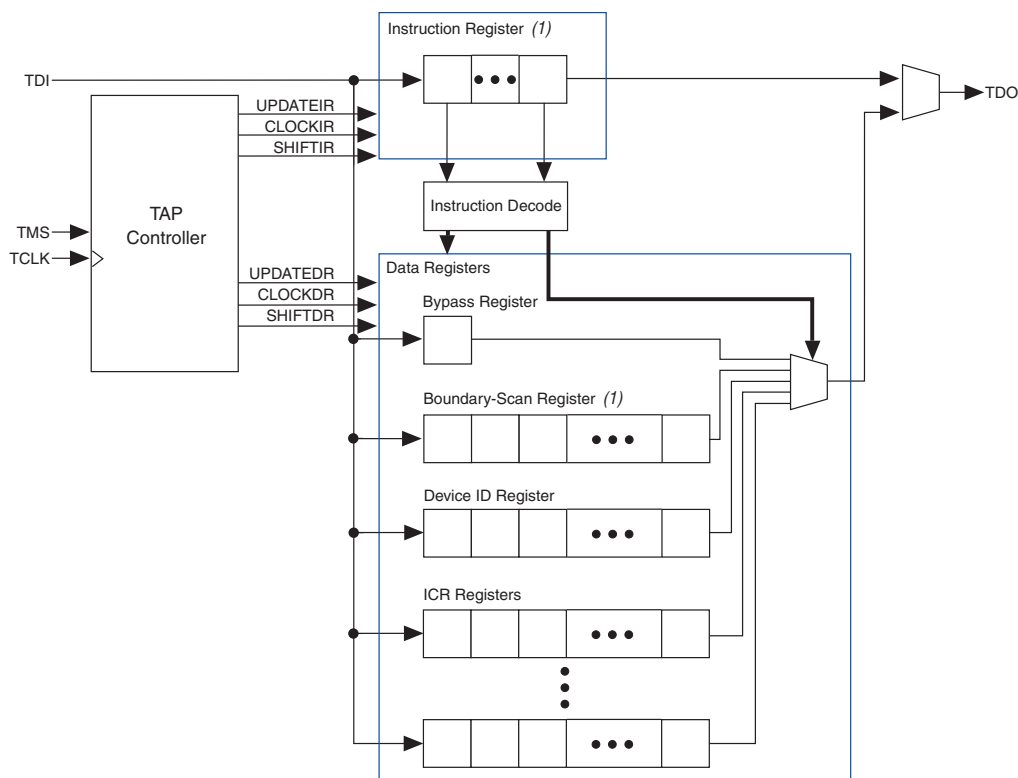 Instruction Register (1)
TDI
TDO
UPDATEIR
CLOCKIR
SHIFTIR
TAP
Controller
Instruction Decode
TMS
TCLK
Data Registers
UPDATEDR
CLOCKDR
SHIFTDR
Bypass Register
Boundary-Scan Register (1)
Device ID Register
ICR Registers